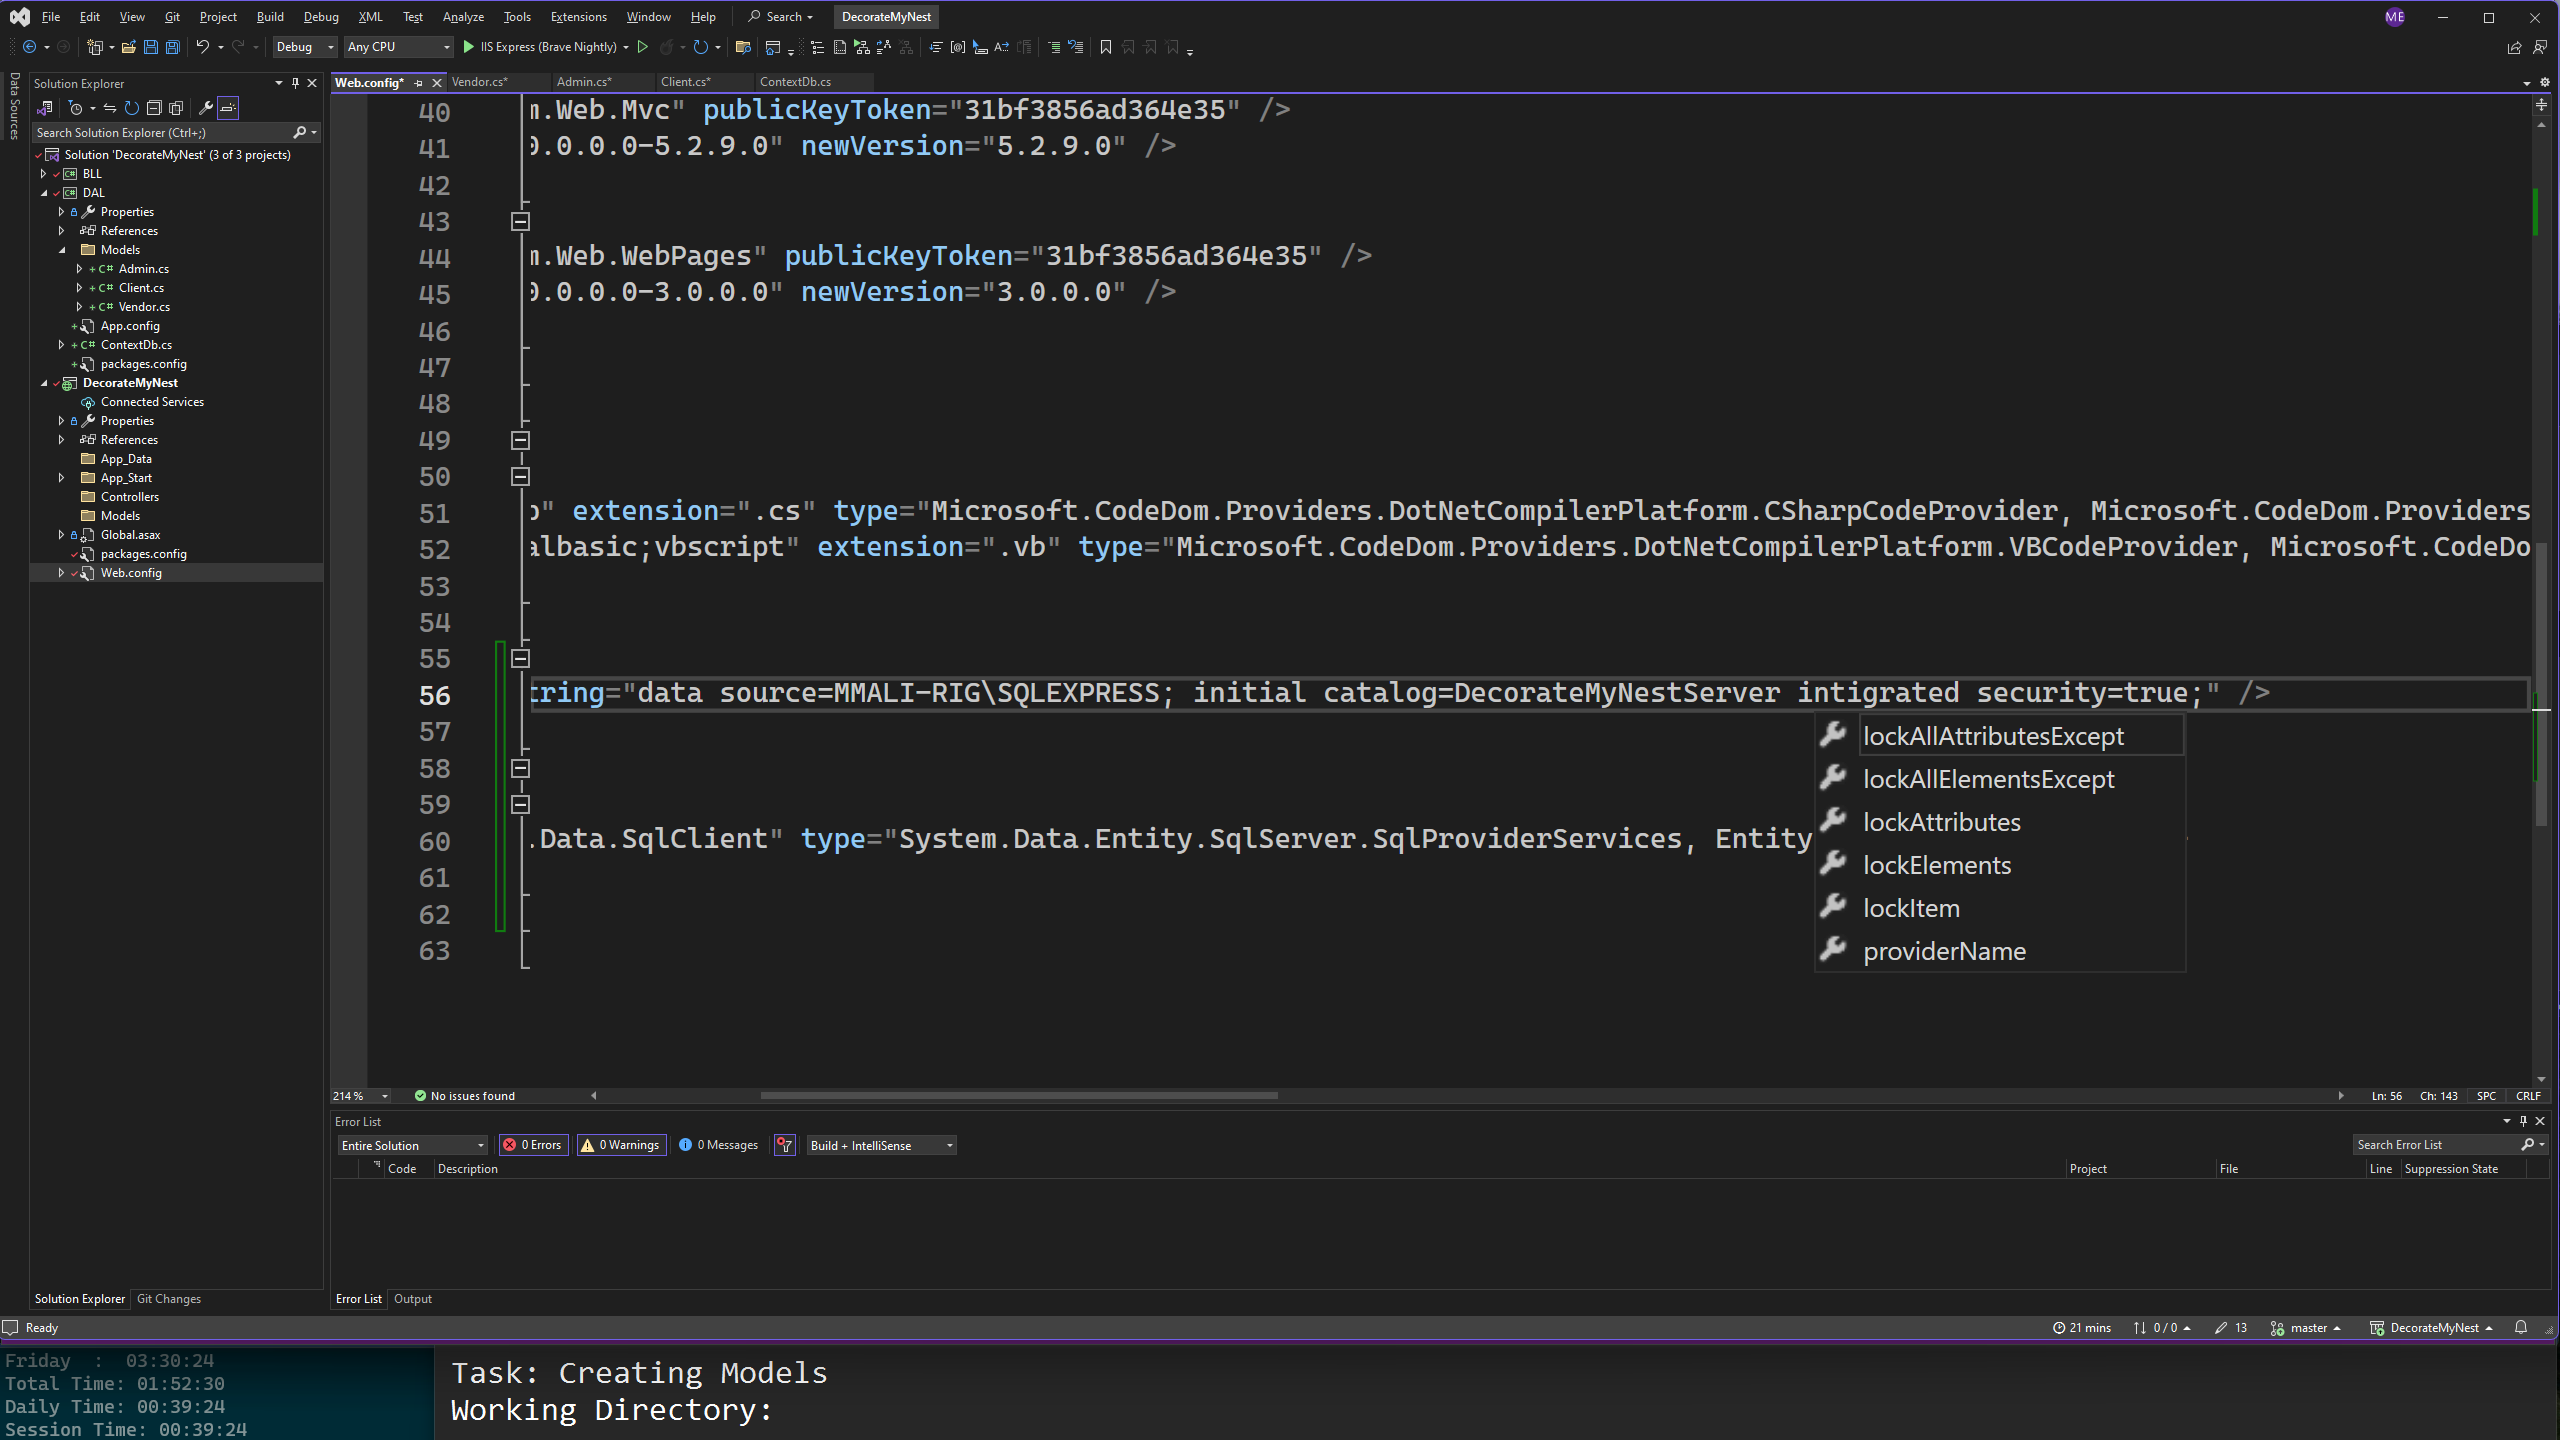 File Edit View Git Project Build Debug XML Test Analyze Tools Extensions Window Help Search DecorateMyNest ME
Debug Any CPU IIS Express (Brave Nightly)
Data Sources
Solution Explorer
Search Solution Explorer (Ctrl+;)
Solution 'DecorateMyNest' (3 of 3 projects)
BLL
DAL
Properties
References
Models
C# Admin.cs
C# Client.cs
C# Vendor.cs
App.config
C# ContextDb.cs
packages.config
DecorateMyNest
Connected Services
Properties
References
App_Data
App_Start
Controllers
Models
Global.asax
packages.config
Web.config
Solution Explorer Git Changes
Web.config* Vendor.cs* Admin.cs* Client.cs* ContextDb.cs
40 m.Web.Mvc" publicKeyToken="31bf3856ad364e35" />
41 0.0.0.0-5.2.9.0" newVersion="5.2.9.0" />
42
43
44 m.Web.WebPages" publicKeyToken="31bf3856ad364e35" />
45 0.0.0.0-3.0.0.0" newVersion="3.0.0.0" />
46
47
48
49
50
51 p" extension=".cs" type="Microsoft.CodeDom.Providers.DotNetCompilerPlatform.CSharpCodeProvider, Microsoft.CodeDom.Providers
52 albasic;vbscript" extension=".vb" type="Microsoft.CodeDom.Providers.DotNetCompilerPlatform.VBCodeProvider, Microsoft.CodeDo
53
54
55
56 tring="data source=MMALI-RIG\SQLEXPRESS; initial catalog=DecorateMyNestServer intigrated security=true;" />
57
58
59
60 .Data.SqlClient" type="System.Data.Entity.SqlServer.SqlProviderServices, Entity
61
62
63
lockAllAttributesExcept
lockAllElementsExcept
lockAttributes
lockElements
lockItem
providerName
214 % No issues found Ln: 56 Ch: 143 SPC CRLF
Error List
Entire Solution 0 Errors 0 Warnings 0 Messages Build + IntelliSense Search Error List
Code Description Project File Line Suppression State
Error List Output
Ready 21 mins 0 / 0 13 master DecorateMyNest
Friday : 03:30:24
Total Time: 01:52:30
Daily Time: 00:39:24
Session Time: 00:39:24
Task: Creating Models
Working Directory: